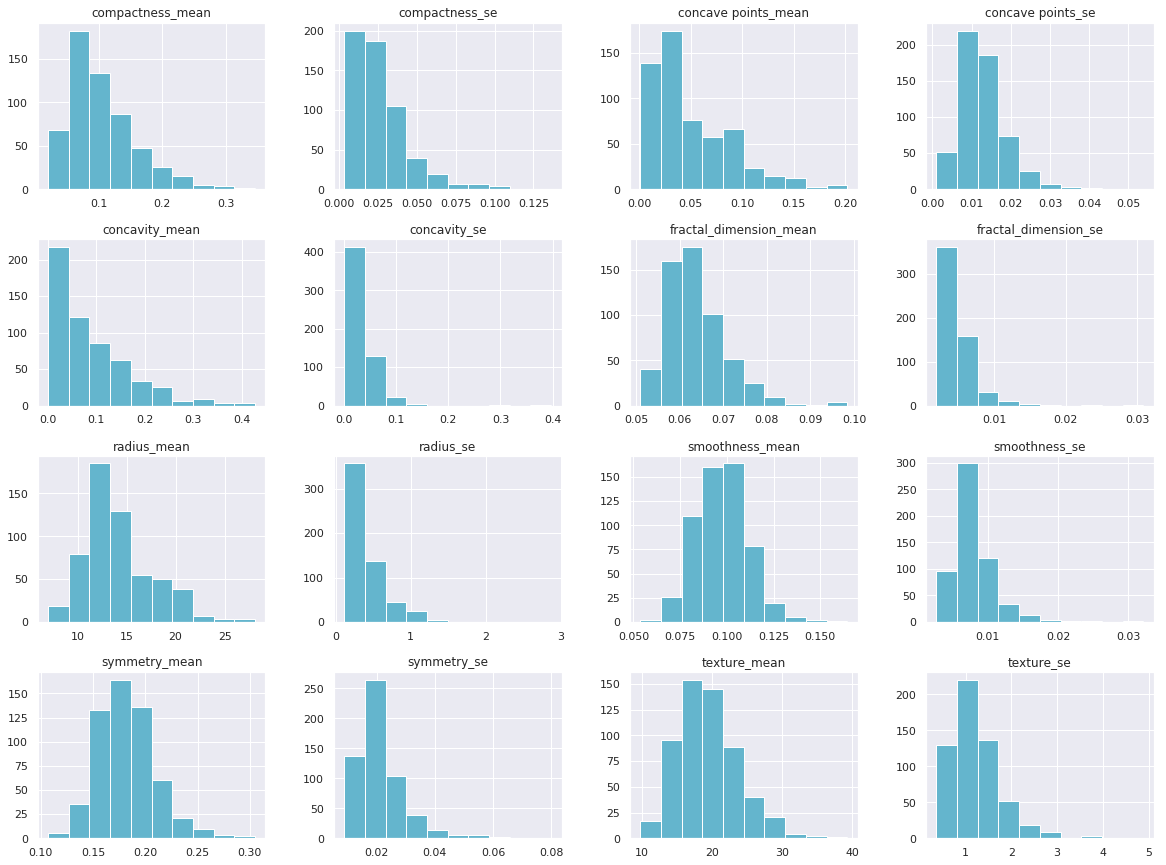 compactness_mean
150
100
50
0
0.1 0.2 0.3
compactness_se
200
150
100
50
0
0.000 0.025 0.050 0.075 0.100 0.125
concave points_mean
150
100
50
0
0.00 0.05 0.10 0.15 0.20
concave points_se
200
150
100
50
0
0.00 0.01 0.02 0.03 0.04 0.05
concavity_mean
200
150
100
50
0
0.0 0.1 0.2 0.3 0.4
concavity_se
400
300
200
100
0
0.0 0.1 0.2 0.3 0.4
fractal_dimension_mean
150
100
50
0
0.05 0.06 0.07 0.08 0.09 0.10
fractal_dimension_se
300
200
100
0
0.01 0.02 0.03
radius_mean
150
100
50
0
10 15 20 25
radius_se
300
200
100
0
0 1 2 3
smoothness_mean
150
125
100
75
50
25
0
0.050 0.075 0.100 0.125 0.150
smoothness_se
300
250
200
150
100
50
0
0.01 0.02 0.03
symmetry_mean
150
125
100
75
50
25
0
0.10 0.15 0.20 0.25 0.30
symmetry_se
250
200
150
100
50
0
0.02 0.04 0.06 0.08
texture_mean
150
125
100
75
50
25
0
10 20 30 40
texture_se
200
150
100
50
0
1 2 3 4 5